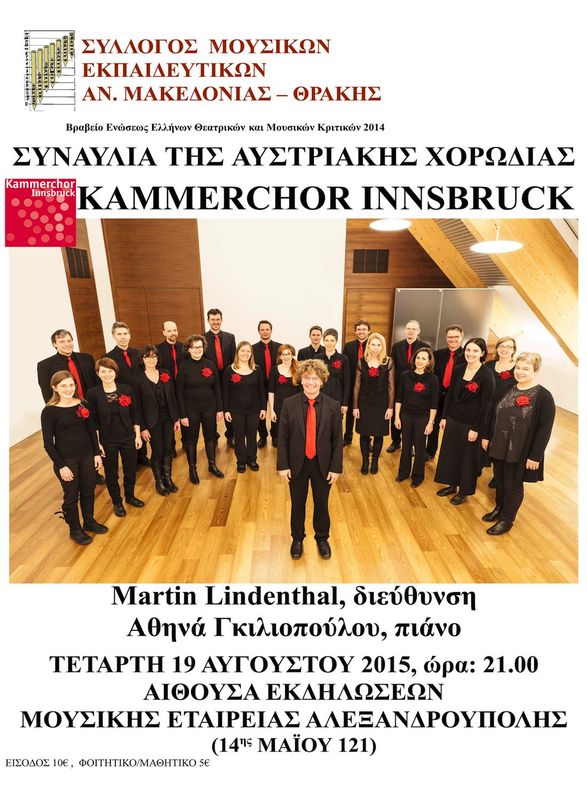 ΣΥΛΛΟΓΟΣ ΜΟΥΣΙΚΩΝ
ΕΚΠΑΙΔΕΥΤΙΚΩΝ
ΑΝ. ΜΑΚΕΔΟΝΙΑΣ – ΘΡΑΚΗΣ
Βραβείο Ενώσεως Ελλήνων Θεατρικών και Μουσικών Κριτικών 2014
ΣΥΝΑΥΛΙΑ ΤΗΣ ΑΥΣΤΡΙΑΚΗΣ ΧΟΡΩΔΙΑΣ
Kammerchor
Innsbruck
KAMMERCHOR INNSBRUCK
Martin Lindenthal, διεύθυνση
Αθηνά Γκιλιοπούλου, πιάνο
ΤΕΤΑΡΤΗ 19 ΑΥΓΟΥΣΤΟΥ 2015, ώρα: 21.00
ΑΙΘΟΥΣΑ ΕΚΔΗΛΩΣΕΩΝ
ΜΟΥΣΙΚΗΣ ΕΤΑΙΡΕΙΑΣ ΑΛΕΞΑΝΔΡΟΥΠΟΛΗΣ
(14ης ΜΑΪΟΥ 121)
ΕΙΣΟΔΟΣ 10€ , ΦΟΙΤΗΤΙΚΟ/ΜΑΘΗΤΙΚΟ 5€